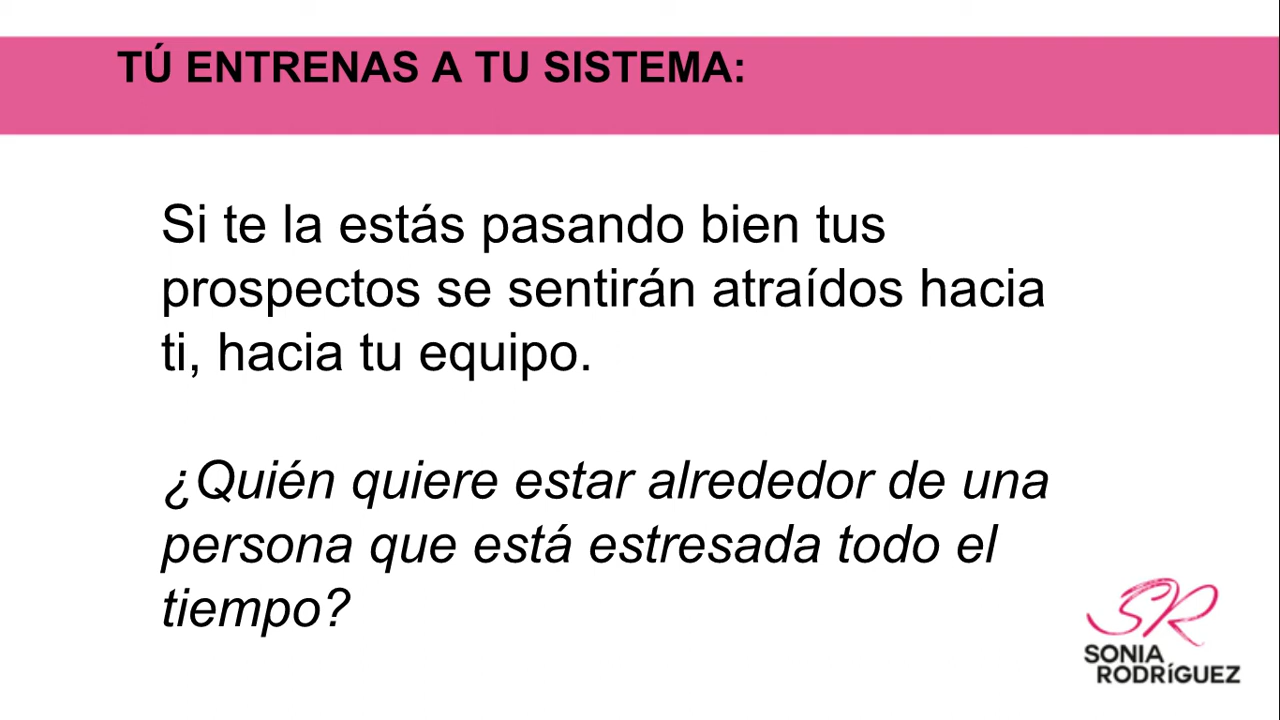 TÚ ENTRENAS A TU SISTEMA:
Si te la estás pasando bien tus
prospectos se sentirán atraídos hacia
ti, hacia tu equipo.
¿Quién quiere estar alrededor de una
persona que está estresada todo el
tiempo?
SR
SONIA
RODRÍGUEZ